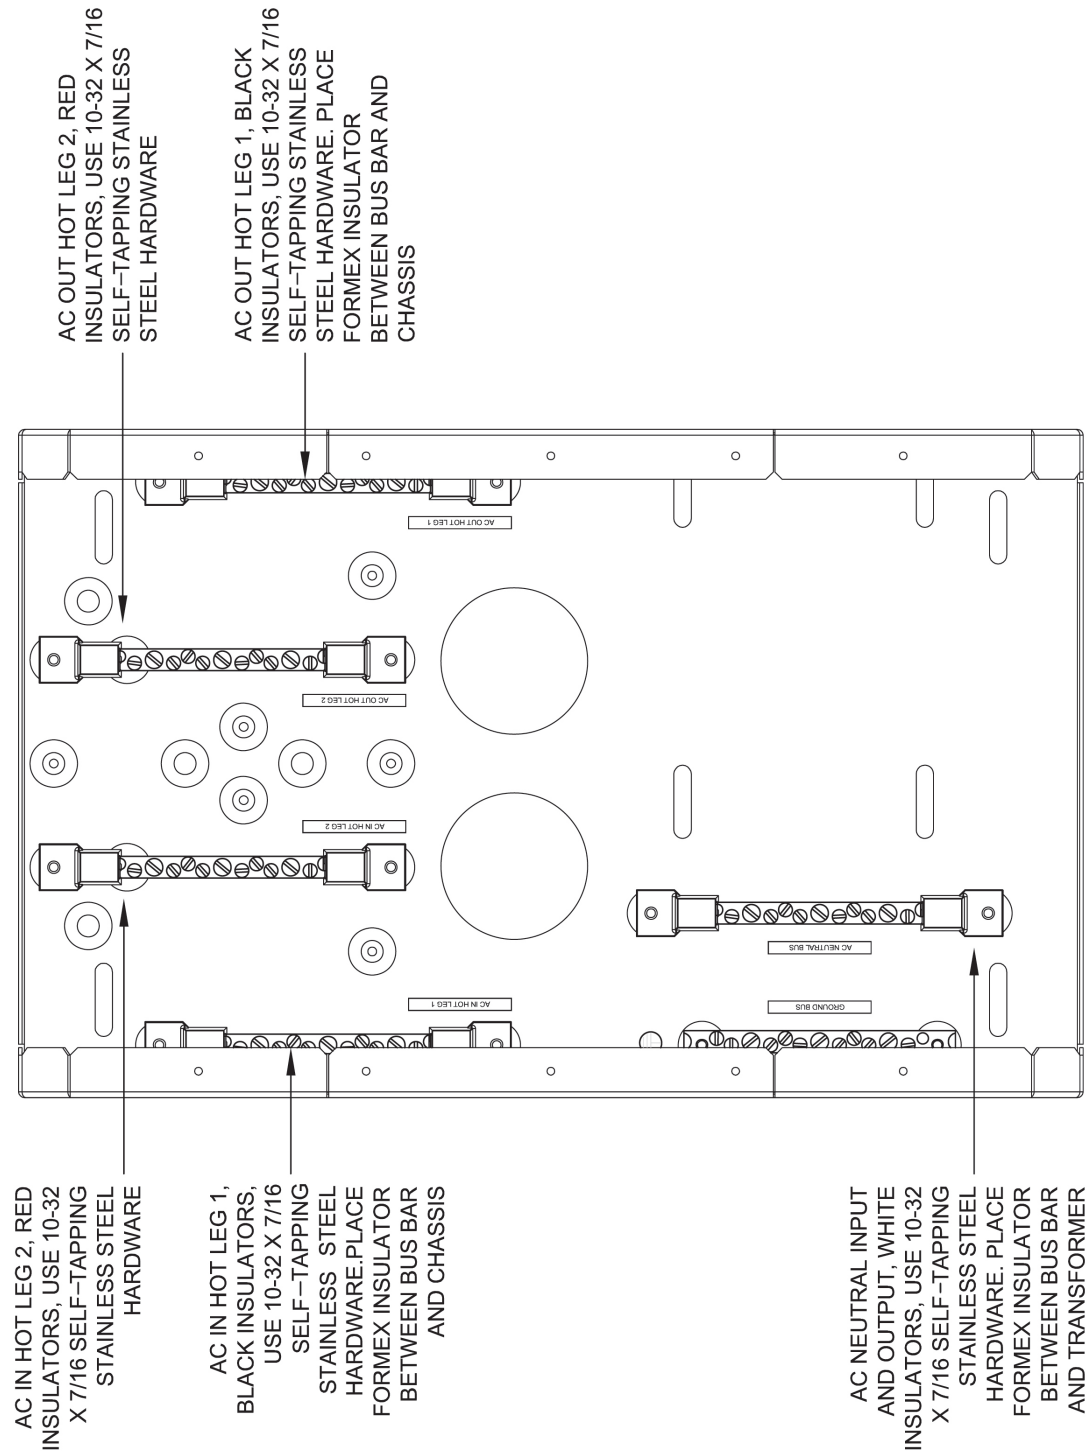 AC OUT HOT LEG 2, RED
INSULATORS, USE 10-32 X 7/16
SELF-TAPPING STAINLESS
STEEL HARDWARE
AC OUT HOT LEG 1, BLACK
INSULATORS, USE 10-32 X 7/16
SELF-TAPPING STAINLESS
STEEL HARDWARE. PLACE
FORMEX INSULATOR
BETWEEN BUS BAR AND
CHASSIS
AC OUT HOT LEG 1
AC OUT HOT LEG 2
AC IN HOT LEG 2
AC IN HOT LEG 1
AC NEUTRAL BUS
GROUND BUS
AC IN HOT LEG 2, RED
INSULATORS, USE 10-32
X 7/16 SELF-TAPPING
STAINLESS STEEL
HARDWARE
AC IN HOT LEG 1,
BLACK INSULATORS,
USE 10-32 X 7/16
SELF-TAPPING
STAINLESS STEEL
HARDWARE.PLACE
FORMEX INSULATOR
BETWEEN BUS BAR
AND CHASSIS
AC NEUTRAL INPUT
AND OUTPUT, WHITE
INSULATORS, USE 10-32
X 7/16 SELF-TAPPING
STAINLESS STEEL
HARDWARE. PLACE
FORMEX INSULATOR
BETWEEN BUS BAR
AND TRANSFORMER